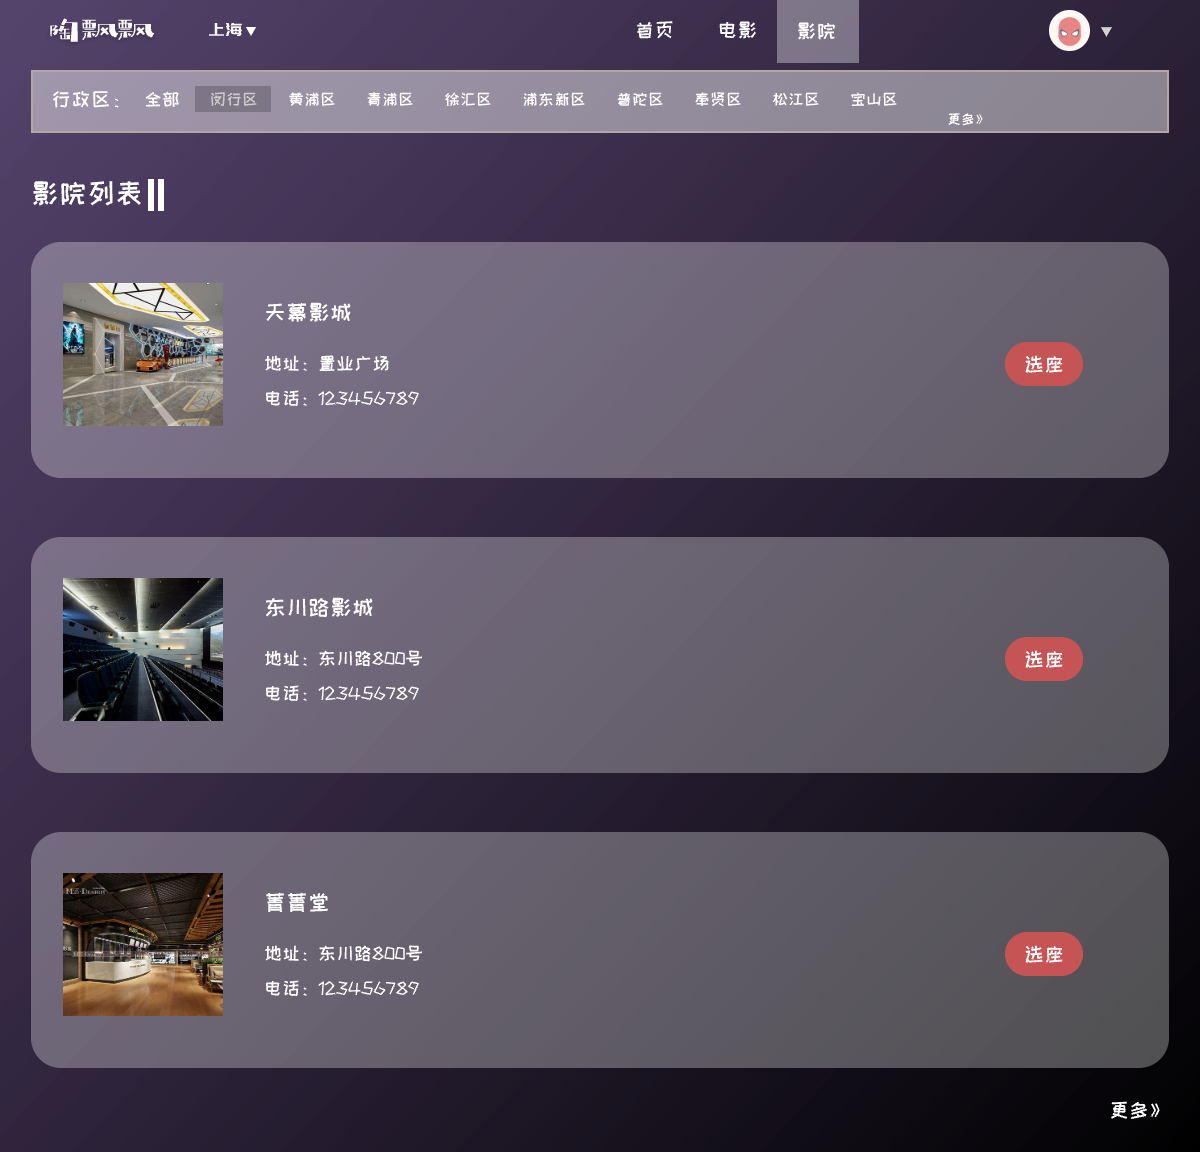 陶飘飘
上海▼
首页 电影 影院
▼
行政区： 全部 闵行区 黄浦区 青浦区 徐汇区 浦东新区 普陀区 奉贤区 松江区 宝山区
更多》
影院列表
天幕影城
地址：置业广场
电话：123456789
选座
东川路影城
地址：东川路800号
电话：123456789
选座
菁菁堂
地址：东川路800号
电话：123456789
选座
更多》